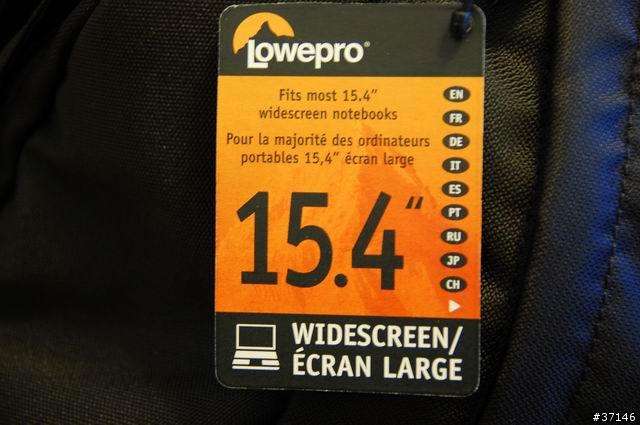 Lowepro®
Fits most 15.4"
widescreen notebooks
Pour la majorité des ordinateurs
portables 15,4" écran large
15.4"
EN
FR
DE
IT
ES
PT
RU
JP
CH
WIDESCREEN/
ÉCRAN LARGE
#37146